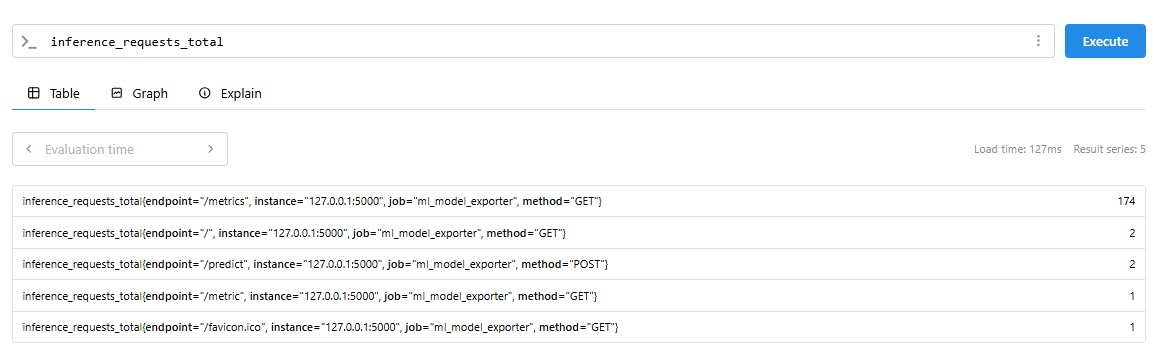 >_ inference_requests_total
Execute
Table Graph Explain
Evaluation time
Load time: 127ms Result series: 5
inference_requests_total{endpoint="/metrics", instance="127.0.0.1:5000", job="ml_model_exporter", method="GET"} 174
inference_requests_total{endpoint="/", instance="127.0.0.1:5000", job="ml_model_exporter", method="GET"} 2
inference_requests_total{endpoint="/predict", instance="127.0.0.1:5000", job="ml_model_exporter", method="POST"} 2
inference_requests_total{endpoint="/metric", instance="127.0.0.1:5000", job="ml_model_exporter", method="GET"} 1
inference_requests_total{endpoint="/favicon.ico", instance="127.0.0.1:5000", job="ml_model_exporter", method="GET"} 1